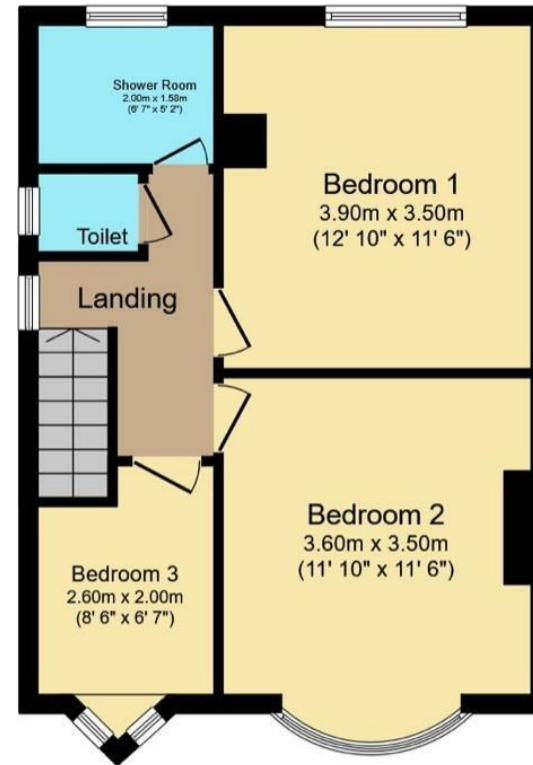 Shower Room
2.00m x 1.58m
(6' 7" x 5' 2")
Bedroom 1
3.90m x 3.50m
(12' 10" x 11' 6")
Toilet
Landing
Bedroom 2
3.60m x 3.50m
(11' 10" x 11' 6")
Bedroom 3
2.60m x 2.00m
(8' 6" x 6' 7")